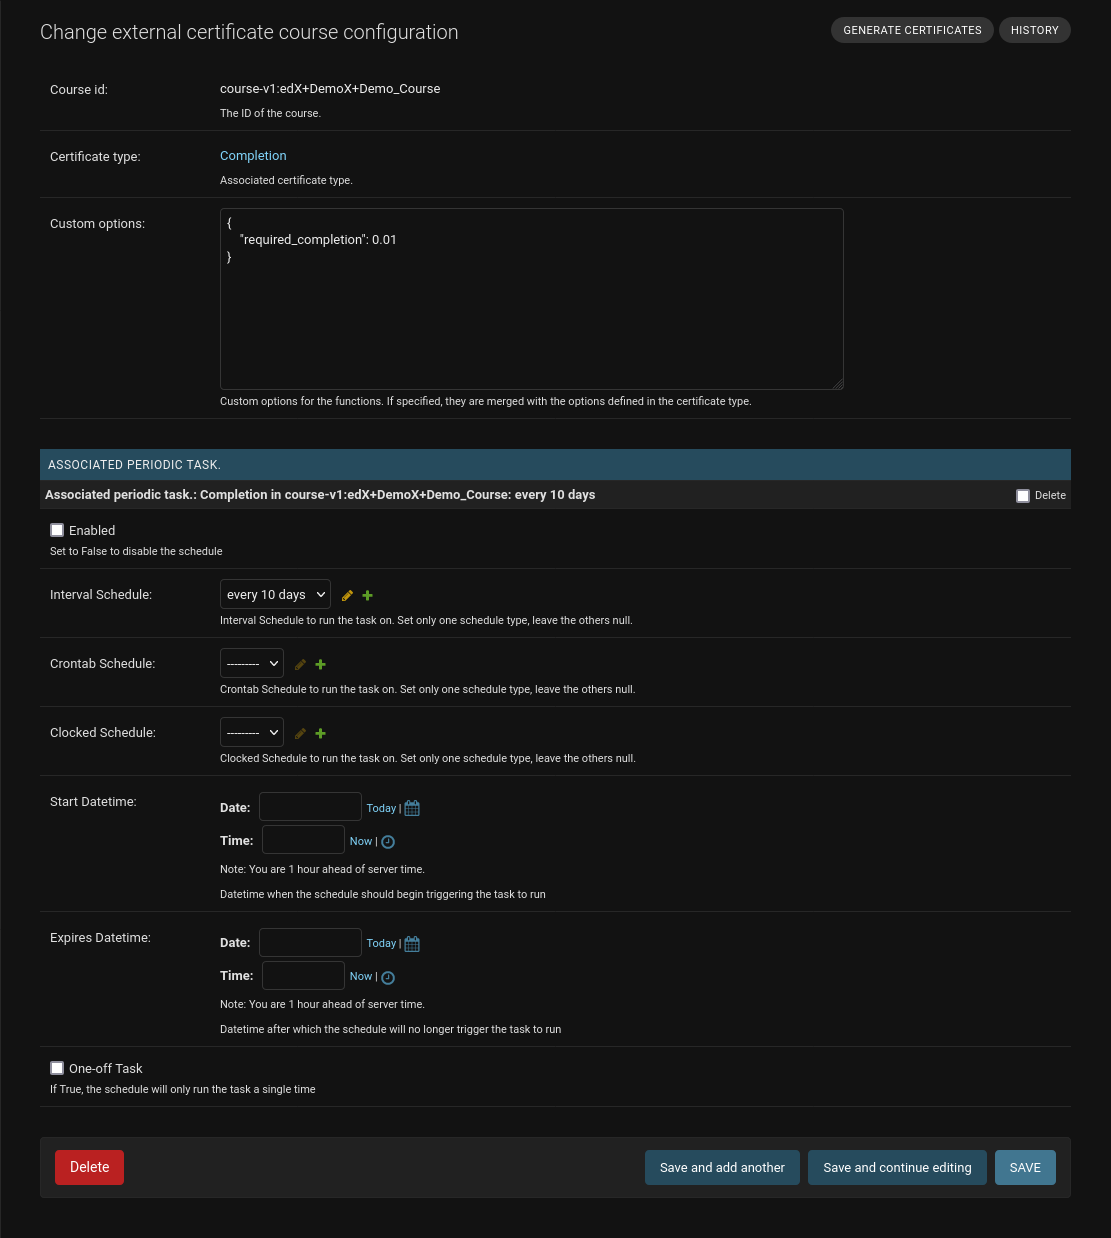 Change external certificate course configuration
GENERATE CERTIFICATES
HISTORY
Course id:
course-v1:edX+DemoX+Demo_Course
The ID of the course.
Certificate type:
Completion
Associated certificate type.
Custom options:
{
"required_completion": 0.01
}
Custom options for the functions. If specified, they are merged with the options defined in the certificate type.
ASSOCIATED PERIODIC TASK.
Associated periodic task.: Completion in course-v1:edX+DemoX+Demo_Course: every 10 days
Delete
Enabled
Set to False to disable the schedule
Interval Schedule:
every 10 days
Interval Schedule to run the task on. Set only one schedule type, leave the others null.
Crontab Schedule:
---------
Crontab Schedule to run the task on. Set only one schedule type, leave the others null.
Clocked Schedule:
---------
Clocked Schedule to run the task on. Set only one schedule type, leave the others null.
Start Datetime:
Date:
Today |
Time:
Now |
Note: You are 1 hour ahead of server time.
Datetime when the schedule should begin triggering the task to run
Expires Datetime:
Date:
Today |
Time:
Now |
Note: You are 1 hour ahead of server time.
Datetime after which the schedule will no longer trigger the task to run
One-off Task
If True, the schedule will only run the task a single time
Delete
Save and add another
Save and continue editing
SAVE